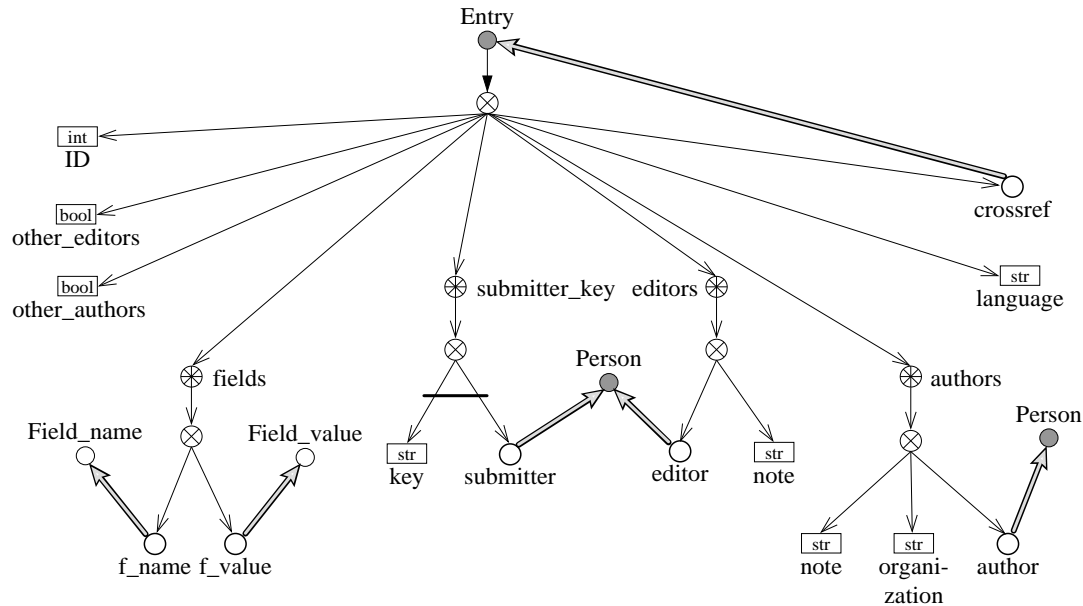 Entry
int
ID
crossref
bool
other_editors
bool
other_authors
submitter_key
editors
str
language
fields
Person
authors
Field_name
Field_value
Person
str
key
submitter
editor
str
note
f_name
f_value
str
note
str
organi-
zation
author